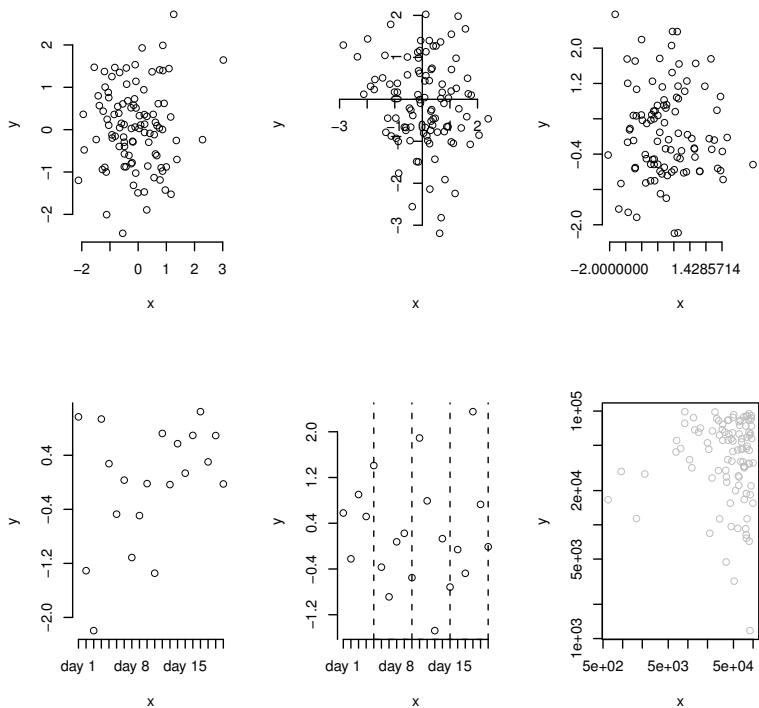 y
2
1
0
−1
−2
−2 0 1 2 3
x
y
2
1
0
−1
−2
−3
−3 −1 0 2
x
y
2.0
1.2
−0.4
−2.0
−2.0000000 1.4285714
x
y
0.4
−0.4
−1.2
−2.0
day 1 day 8 day 15
x
y
2.0
1.2
0.4
−0.4
−1.2
day 1 day 8 day 15
x
y
1e+05
2e+04
5e+03
1e+03
5e+02 5e+03 5e+04
x